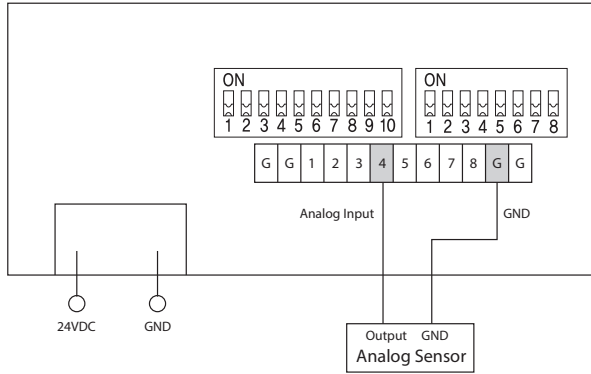 ON
1 2 3 4 5 6 7 8 9 10
ON
1 2 3 4 5 6 7 8
G G 1 2 3 4 5 6 7 8 G G
Analog Input
GND
24VDC
GND
Output GND
Analog Sensor